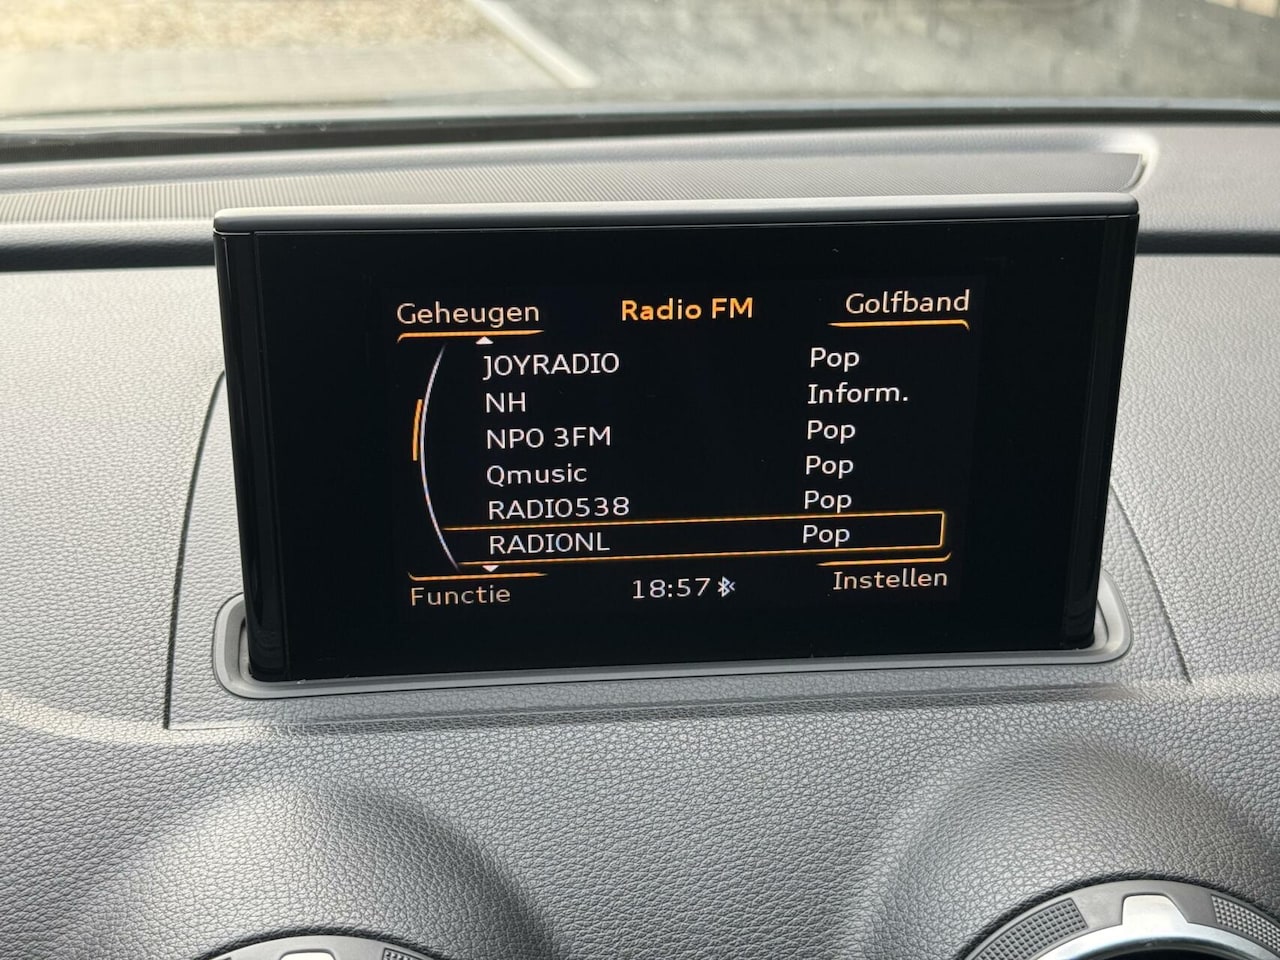 Geheugen Radio FM Golfband
JOYRADIO Pop
NH Inform.
NPO 3FM Pop
Qmusic Pop
RADIO538 Pop
RADIONL Pop
Functie 18:57 Instellen